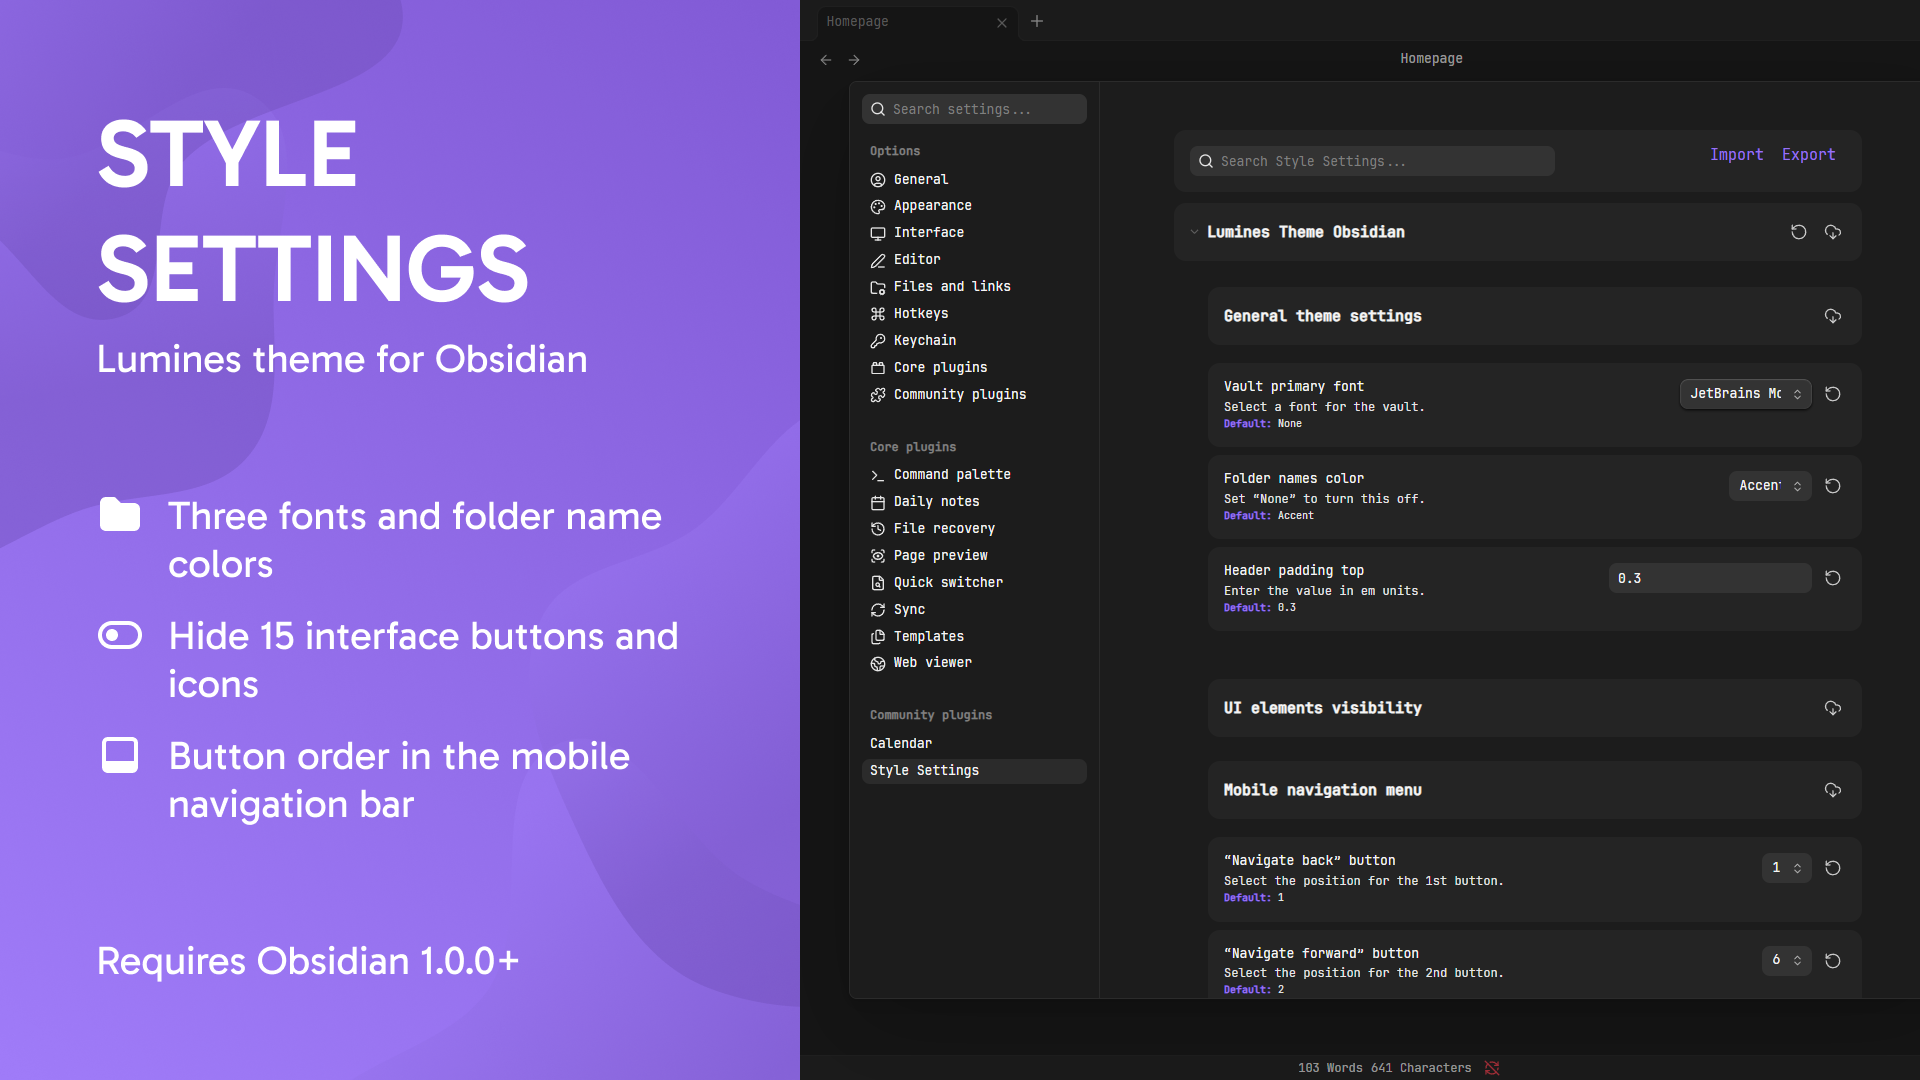 STYLE
SETTINGS
Lumines theme for Obsidian
Three fonts and folder name
colors
Hide 15 interface buttons and
icons
Button order in the mobile
navigation bar
Requires Obsidian 1.0.0+
Homepage
Homepage
Search settings...
Options
General
Appearance
Interface
Editor
Files and links
Hotkeys
Keychain
Core plugins
Community plugins
Core plugins
Command palette
Daily notes
File recovery
Page preview
Quick switcher
Sync
Templates
Web viewer
Community plugins
Calendar
Style Settings
Search Style Settings...
Import Export
Lumines Theme Obsidian
General theme settings
Vault primary font
Select a font for the vault.
Default: None
JetBrains Mo
Folder names color
Set “None” to turn this off.
Default: Accent
Accent
Header padding top
Enter the value in em units.
Default: 0.3
0.3
UI elements visibility
Mobile navigation menu
“Navigate back” button
Select the position for the 1st button.
Default: 1
1
“Navigate forward” button
Select the position for the 2nd button.
Default: 2
6
103 Words 641 Characters